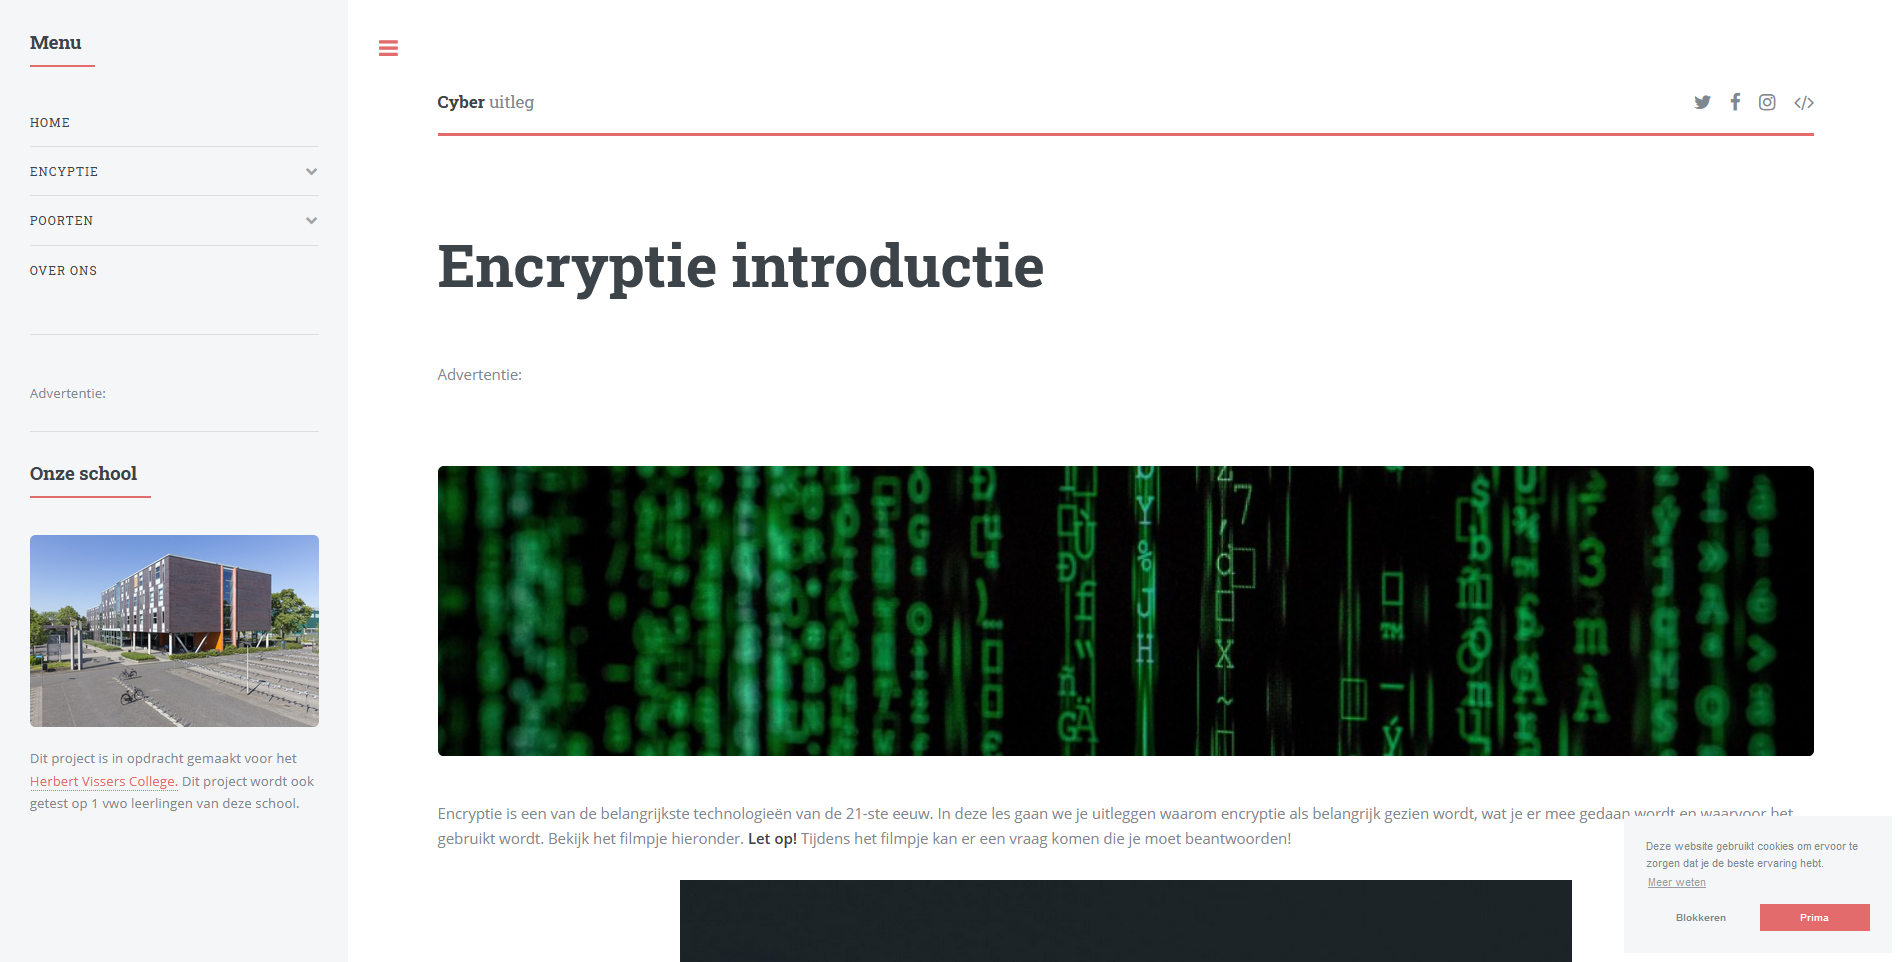 Menu
HOME
ENCYPTIE
POORTEN
OVER ONS
Advertentie:
Onze school
Dit project is in opdracht gemaakt voor het
Herbert Vissers College. Dit project wordt ook
getest op 1 vwo leerlingen van deze school.
Cyber uitleg
Encryptie introductie
Advertentie:
Encryptie is een van de belangrijkste technologieën van de 21-ste eeuw. In deze les gaan we je uitleggen waarom encryptie als belangrijk gezien wordt, wat je er mee gedaan wordt en waarvoor het
gebruikt wordt. Bekijk het filmpje hieronder. Let op! Tijdens het filmpje kan er een vraag komen die je moet beantwoorden!
Deze website gebruikt cookies om ervoor te
zorgen dat je de beste ervaring hebt.
Meer weten
Blokkeren
Prima